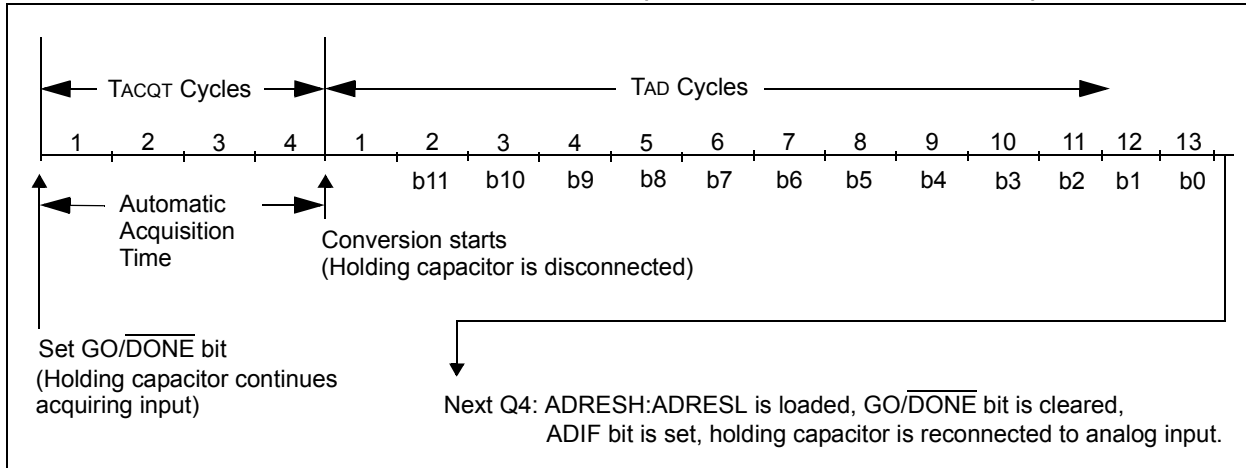 TACQT Cycles TAD Cycles
1 2 3 4 1 2 3 4 5 6 7 8 9 10 11 12 13
b11 b10 b9 b8 b7 b6 b5 b4 b3 b2 b1 b0
Automatic
Acquisition
Time
Conversion starts
(Holding capacitor is disconnected)
Set GO/DONE bit
(Holding capacitor continues
acquiring input)
Next Q4: ADRESH:ADRESL is loaded, GO/DONE bit is cleared,
ADIF bit is set, holding capacitor is reconnected to analog input.